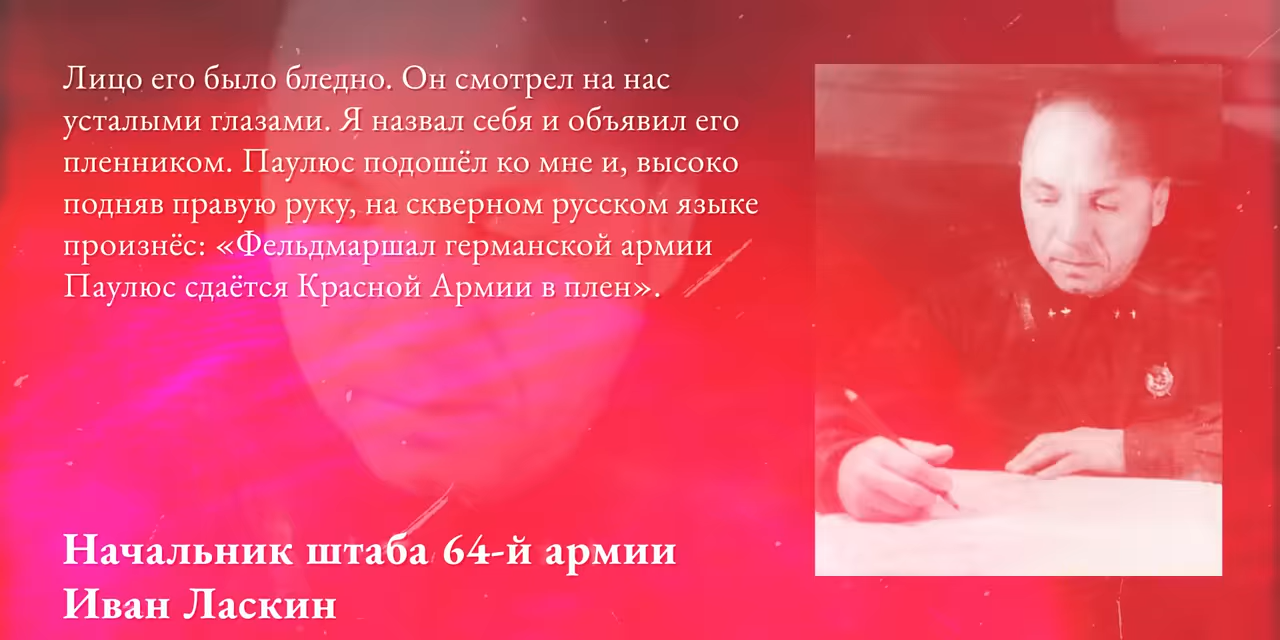 Лицо его было бледно. Он смотрел на нас
усталыми глазами. Я назвал себя и объявил его
пленником. Паулюс подошёл ко мне и, высоко
подняв правую руку, на скверном русском языке
произнёс: «Фельдмаршал германской армии
Паулюс сдаётся Красной Армии в плен».
Начальник штаба 64-й армии
Иван Ласкин